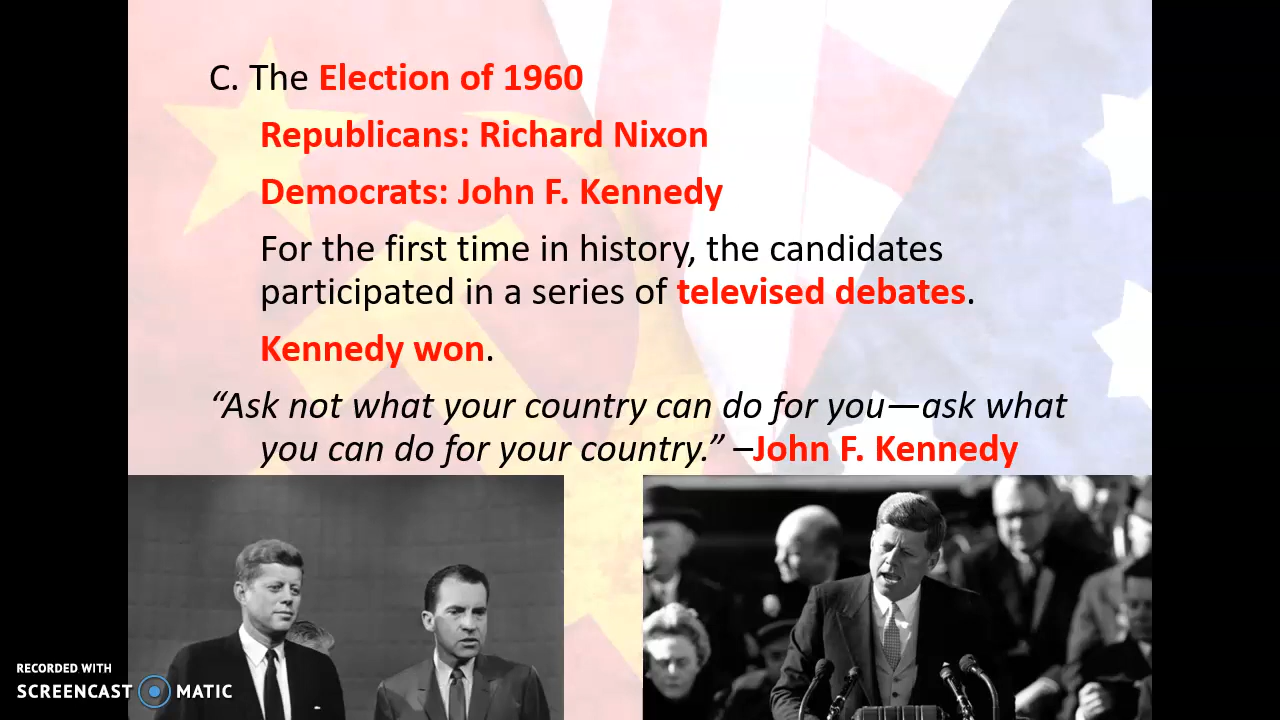 C. The Election of 1960
Republicans: Richard Nixon
Democrats: John F. Kennedy
For the first time in history, the candidates
participated in a series of televised debates.
Kennedy won.
“Ask not what your country can do for you—ask what
you can do for your country.” –John F. Kennedy
RECORDED WITH
SCREENCAST MATIC